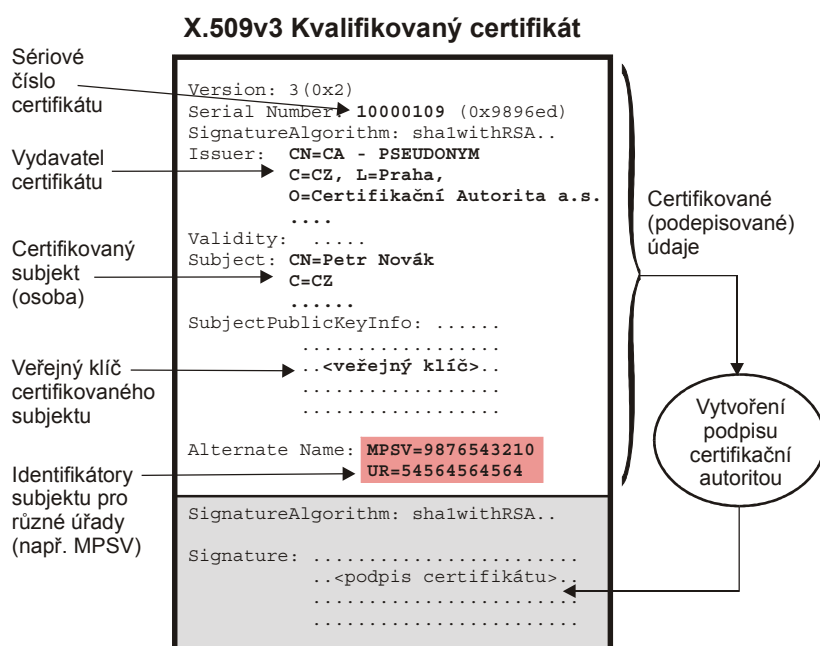 X.509v3 Kvalifikovaný certifikát
Sériové
číslo
certifikátu
Vydavatel
certifikátu
Certifikovaný
subjekt
(osoba)
Veřejný klíč
certifikovaného
subjektu
Identifikátory
subjektu pro
různé úřady
(např. MPSV)
Version: 3(0x2)
Serial Number: 10000109 (0x9896ed)
SignatureAlgorithm: sha1withRSA..
Issuer: CN=CA - PSEUDONYM
C=CZ, L=Praha,
O=Certifikační Autorita a.s.
....
Validity: .....
Subject: CN=Petr Novák
C=CZ
......
SubjectPublicKeyInfo: ......
.................
..<veřejný klíč>..
.................
.................
Alternate Name: MPSV=9876543210
UR=54564564564
SignatureAlgorithm: sha1withRSA..
Signature: .......................
..<podpis certifikátu>..
.......................
.......................
Certifikované
(podepisované)
údaje
Vytvoření
podpisu
certifikační
autoritou